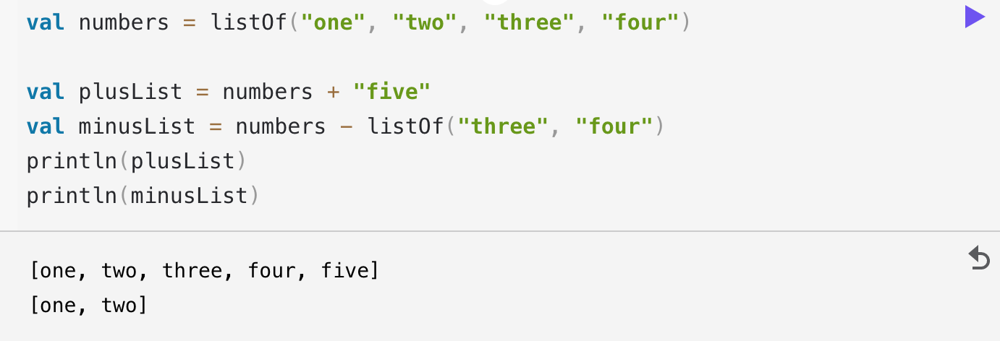 val numbers = listOf("one", "two", "three", "four")
val plusList = numbers + "five"
val minusList = numbers - listOf("three", "four")
println(plusList)
println(minusList)
[one, two, three, four, five]
[one, two]